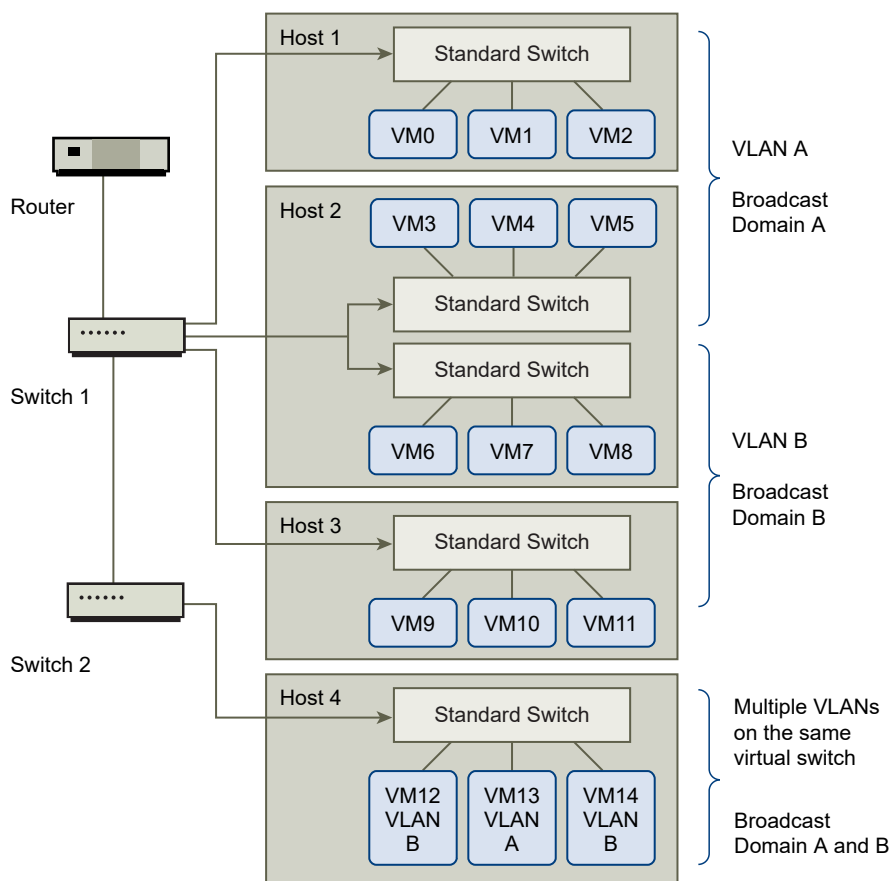 Host 1
Standard Switch
VM0
VM1
VM2
VLAN A
Broadcast
Domain A
Router
Host 2
VM3
VM4
VM5
Standard Switch
Standard Switch
VM6
VM7
VM8
Switch 1
VLAN B
Broadcast
Domain B
Host 3
Standard Switch
VM9
VM10
VM11
Switch 2
Host 4
Standard Switch
VM12
VLAN
B
VM13
VLAN
A
VM14
VLAN
B
Multiple VLANs
on the same
virtual switch
Broadcast
Domain A and B